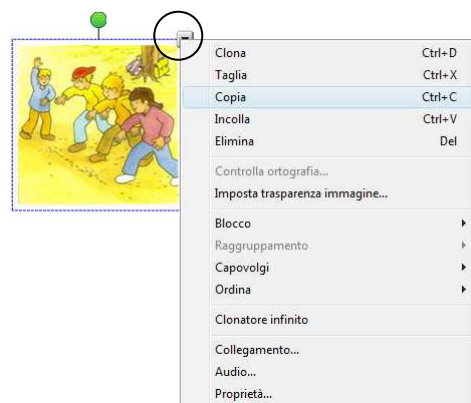 Clona Ctrl+D
Taglia Ctrl+X
Copia Ctrl+C
Incolla Ctrl+V
Elimina Del
Controlla ortografia...
Imposta trasparenza immagine...
Blocco
Raggruppamento
Capovolgi
Ordina
Clonatore infinito
Collegamento...
Audio...
Proprietà...